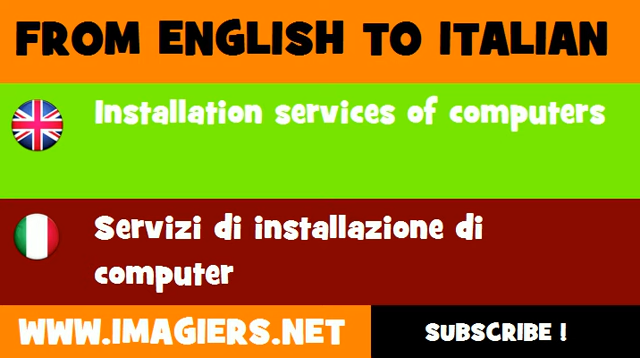 FROM ENGLISH TO ITALIAN
Installation services of computers
Servizi di installazione di
computer
WWW.IMAGIERS.NET
SUBSCRIBE !